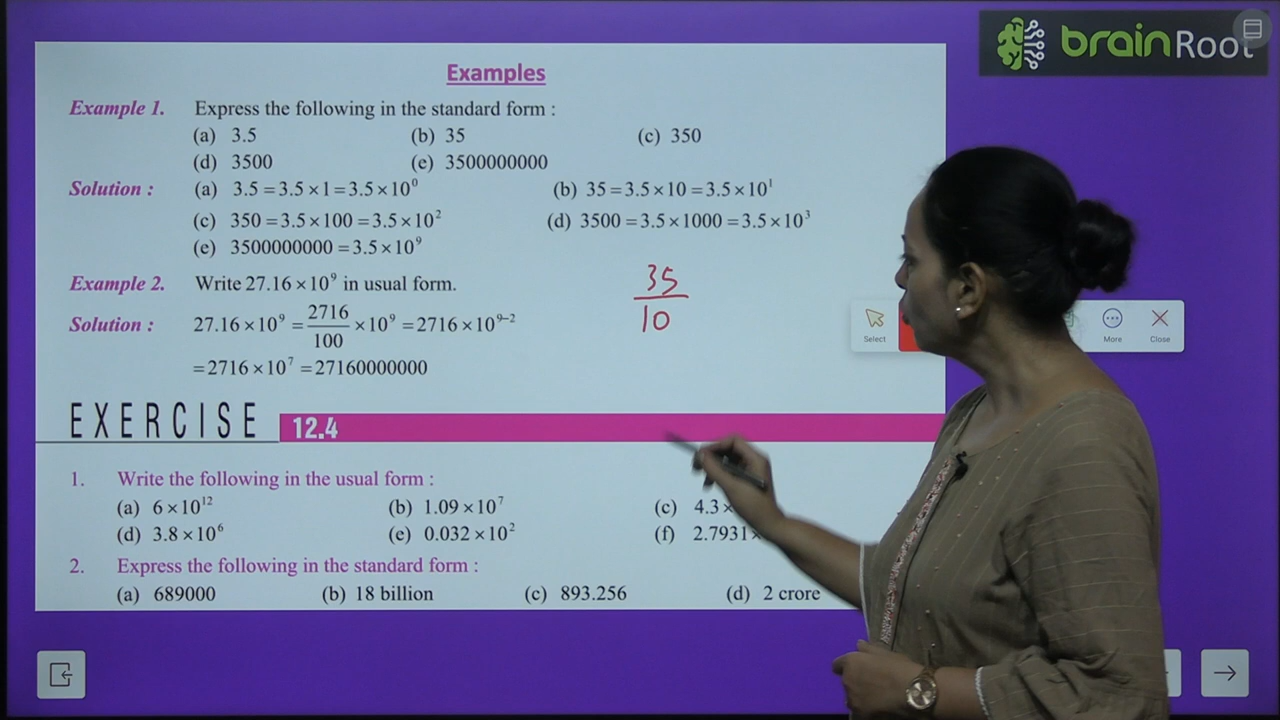 brainRoot
Examples
Example 1. Express the following in the standard form :
(a) 3.5 (b) 35 (c) 350
(d) 3500 (e) 3500000000
Solution : (a) 3.5 = 3.5 × 1 = 3.5 × 10⁰ (b) 35 = 3.5 × 10 = 3.5 × 10¹
(c) 350 = 3.5 × 100 = 3.5 × 10² (d) 3500 = 3.5 × 1000 = 3.5 × 10³
(e) 3500000000 = 3.5 × 10⁹
Example 2. Write 27.16 × 10⁹ in usual form.
Solution : 27.16 × 10⁹ = 2716/100 × 10⁹ = 2716 × 10⁹⁻²
= 2716 × 10⁷ = 27160000000
35
10
Select More Close
EXERCISE 12.4
1. Write the following in the usual form :
(a) 6 × 10¹² (b) 1.09 × 10⁷ (c) 4.3 ×
(d) 3.8 × 10⁶ (e) 0.032 × 10² (f) 2.7931 ×
2. Express the following in the standard form :
(a) 689000 (b) 18 billion (c) 893.256 (d) 2 crore